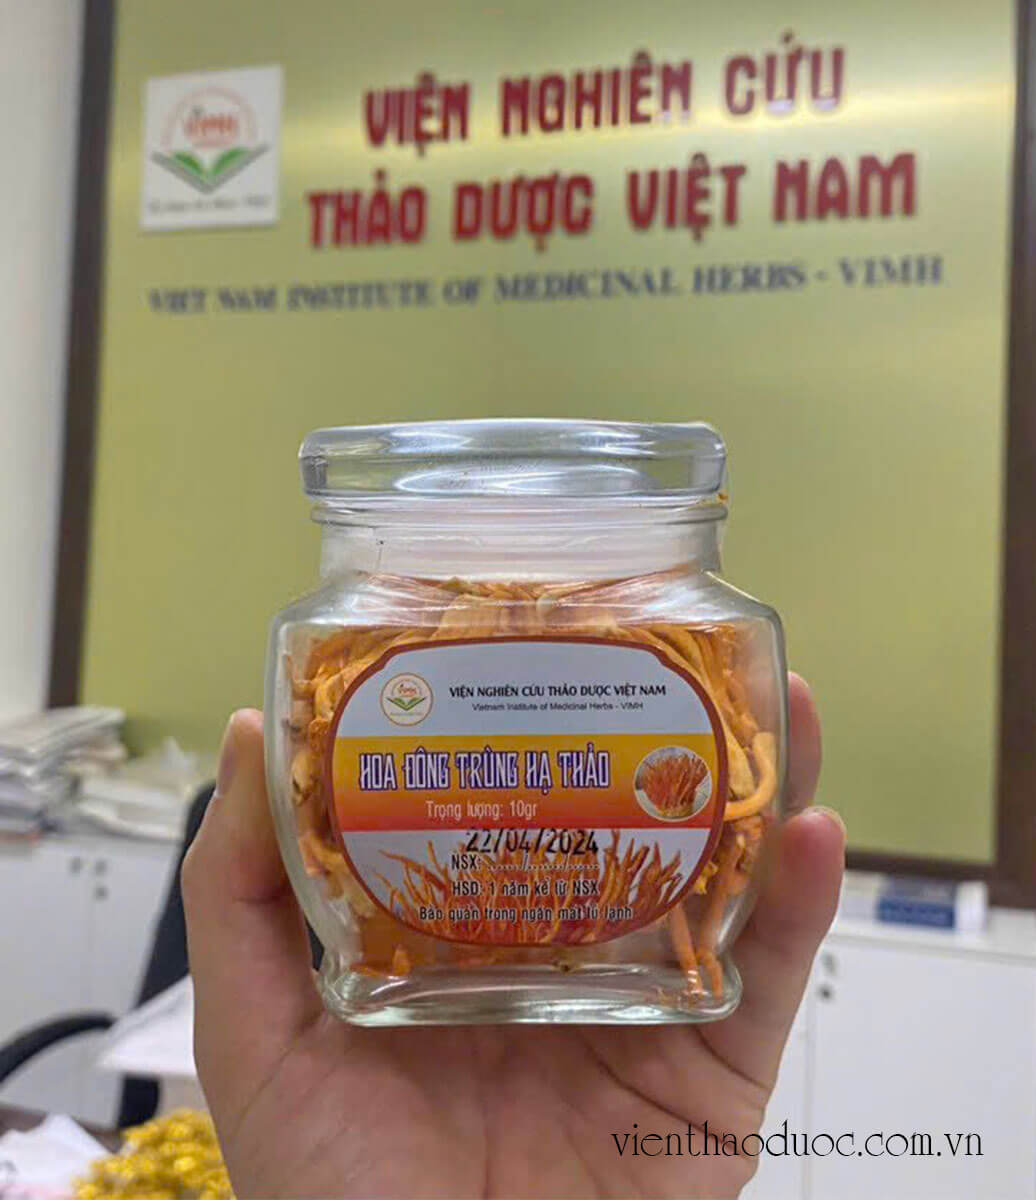 VIMH
VIỆN NGHIÊN CỨU
THẢO DƯỢC VIỆT NAM
VIET NAM INSTITUTE OF MEDICINAL HERBS - VIMH
VIMH
VIỆN NGHIÊN CỨU THẢO DƯỢC VIỆT NAM
Vietnam Institute of Medicinal Herbs - VIMH
HOA ĐÔNG TRÙNG HẠ THẢO
Trọng lượng: 10gr
22/04/2024
NSX: ....../....../......
HSD: 1 năm kể từ NSX
Bảo quản trong ngăn mát tủ lạnh
vienthaoduoc.com.vn